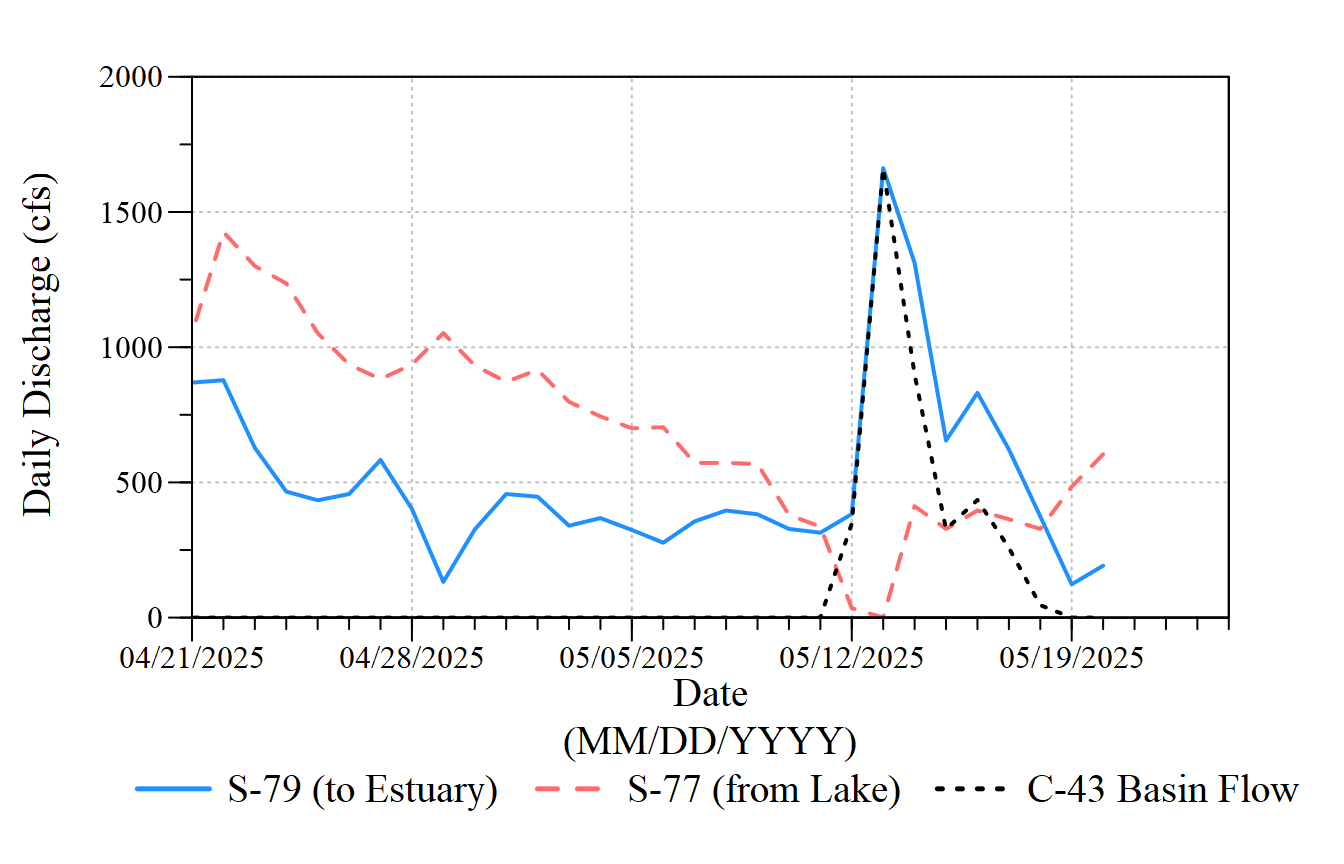 2000
1500
1000
500
0
Daily Discharge (cfs)
04/21/2025 04/28/2025 05/05/2025 05/12/2025 05/19/2025
Date
(MM/DD/YYYY)
S-79 (to Estuary) S-77 (from Lake) C-43 Basin Flow